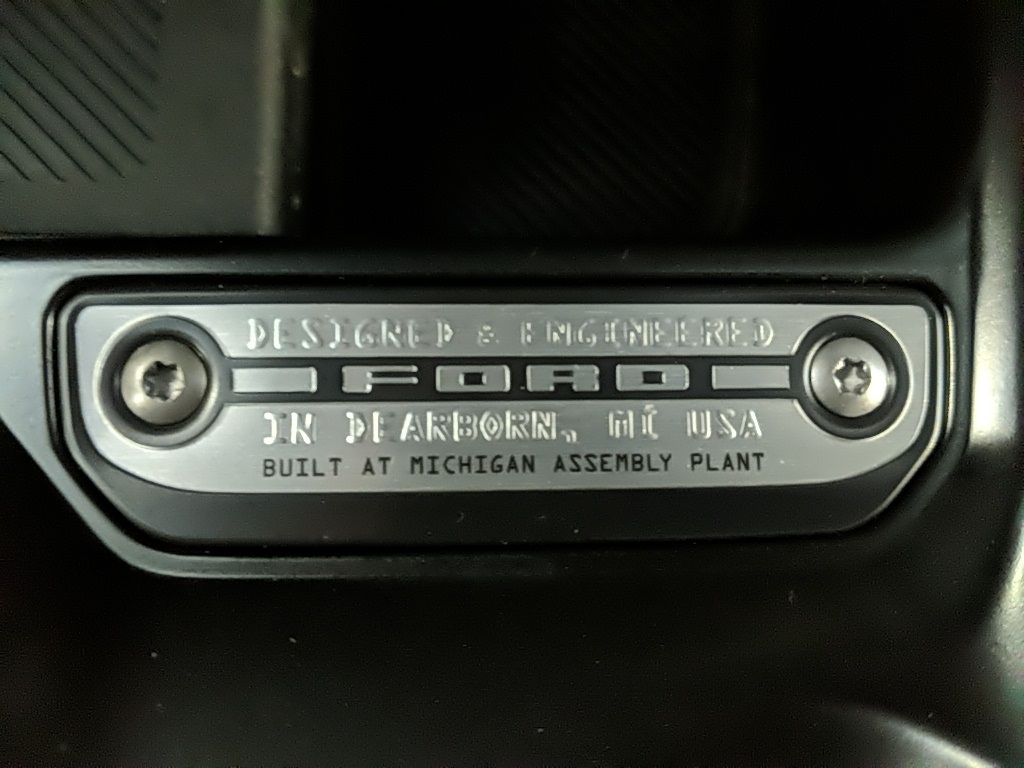 DESIGNED & ENGINEERED
FORD
IN DEARBORN, MI USA
BUILT AT MICHIGAN ASSEMBLY PLANT